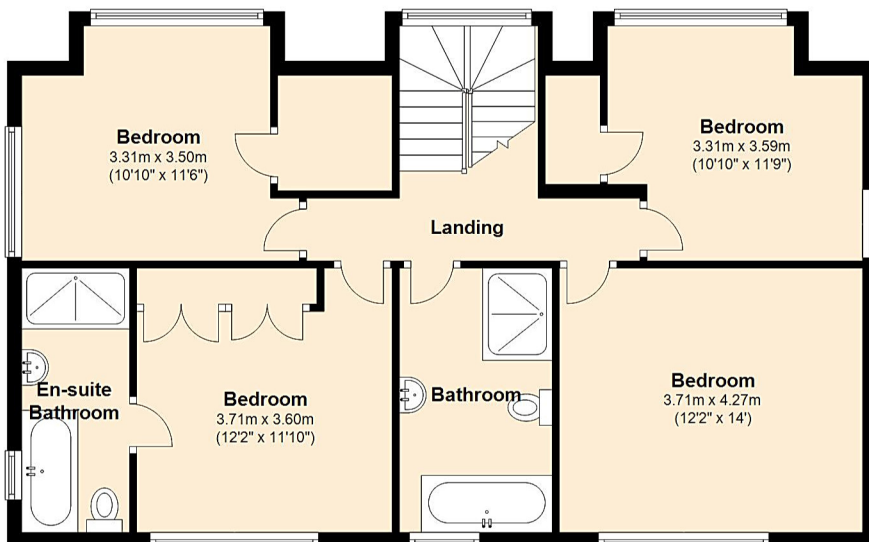 Bedroom
3.31m x 3.50m
(10'10" x 11'6")
Bedroom
3.31m x 3.59m
(10'10" x 11'9")
Landing
En-suite
Bathroom
Bedroom
3.71m x 3.60m
(12'2" x 11'10")
Bathroom
Bedroom
3.71m x 4.27m
(12'2" x 14')